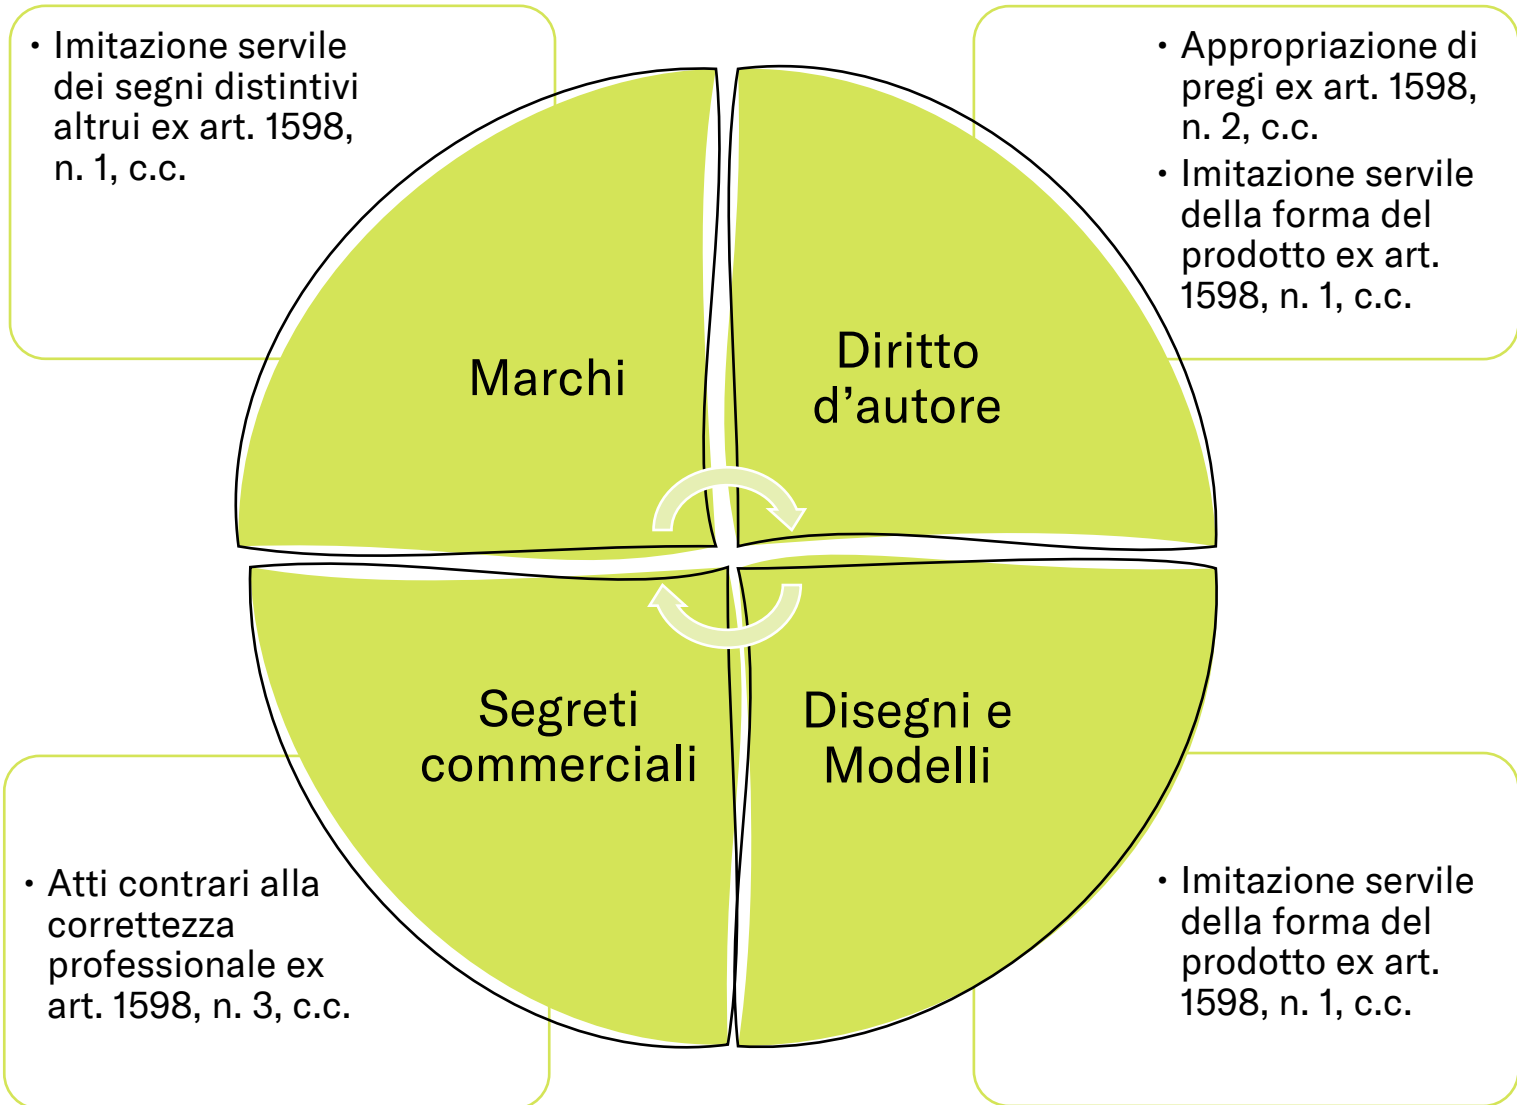 • Imitazione servile
dei segni distintivi
altrui ex art. 1598,
n. 1, c.c.
• Appropriazione di
pregi ex art. 1598,
n. 2, c.c.
• Imitazione servile
della forma del
prodotto ex art.
1598, n. 1, c.c.
Marchi
Diritto
d’autore
Segreti
commerciali
Disegni e
Modelli
• Atti contrari alla
correttezza
professionale ex
art. 1598, n. 3, c.c.
• Imitazione servile
della forma del
prodotto ex art.
1598, n. 1, c.c.